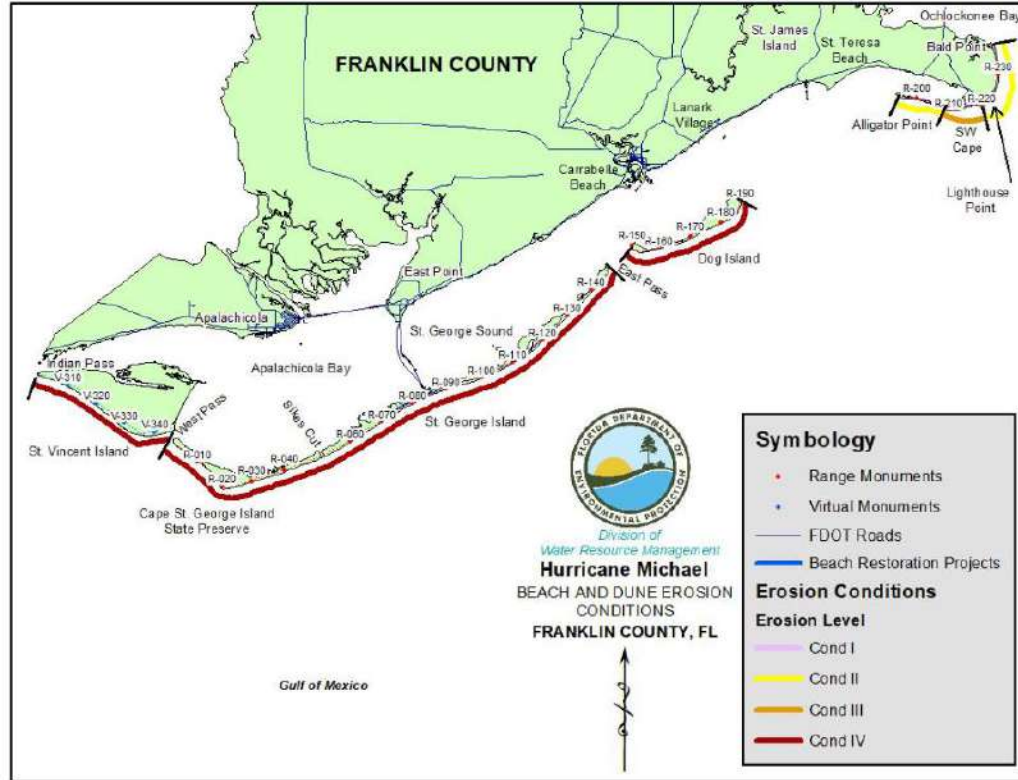 Ochlockonee Bay
St. James
Island
St. Teresa
Beach
Bald Point
FRANKLIN COUNTY
R-230
R-200
R-210
R-220
Lanark
Village
Alligator Point
SW
Cape
Carrabelle
Beach
Lighthouse
Point
R-190
R-180
R-170
R-160
R-150
Dog Island
East Pass
East Point
R-140
R-130
R-120
R-110
R-100
R-090
R-080
R-070
R-060
Apalachicola
St. George Sound
Apalachicola Bay
Indian Pass
V-310
V-320
V-330
V-340
West Pass
St. Vincent Island
R-010
R-020
R-030
R-040
Sikes Cut
St. George Island
Cape St. George Island
State Preserve
FLORIDA DEPARTMENT OF
ENVIRONMENTAL PROTECTION
Division of
Water Resource Management
Hurricane Michael
BEACH AND DUNE EROSION
CONDITIONS
FRANKLIN COUNTY, FL
Gulf of Mexico
Symbology
Range Monuments
Virtual Monuments
FDOT Roads
Beach Restoration Projects
Erosion Conditions
Erosion Level
Cond I
Cond II
Cond III
Cond IV